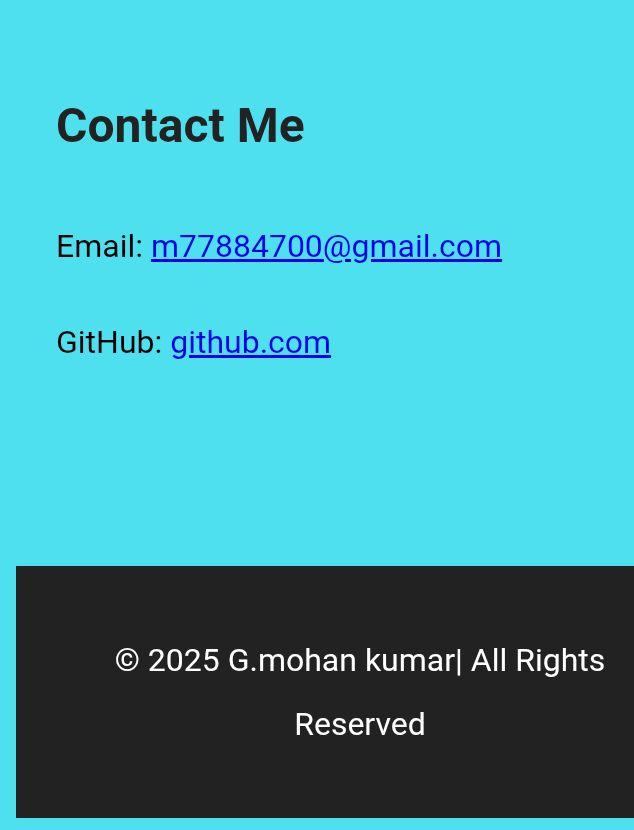 Contact Me
Email: m77884700@gmail.com
GitHub: github.com
© 2025 G.mohan kumar| All Rights
Reserved